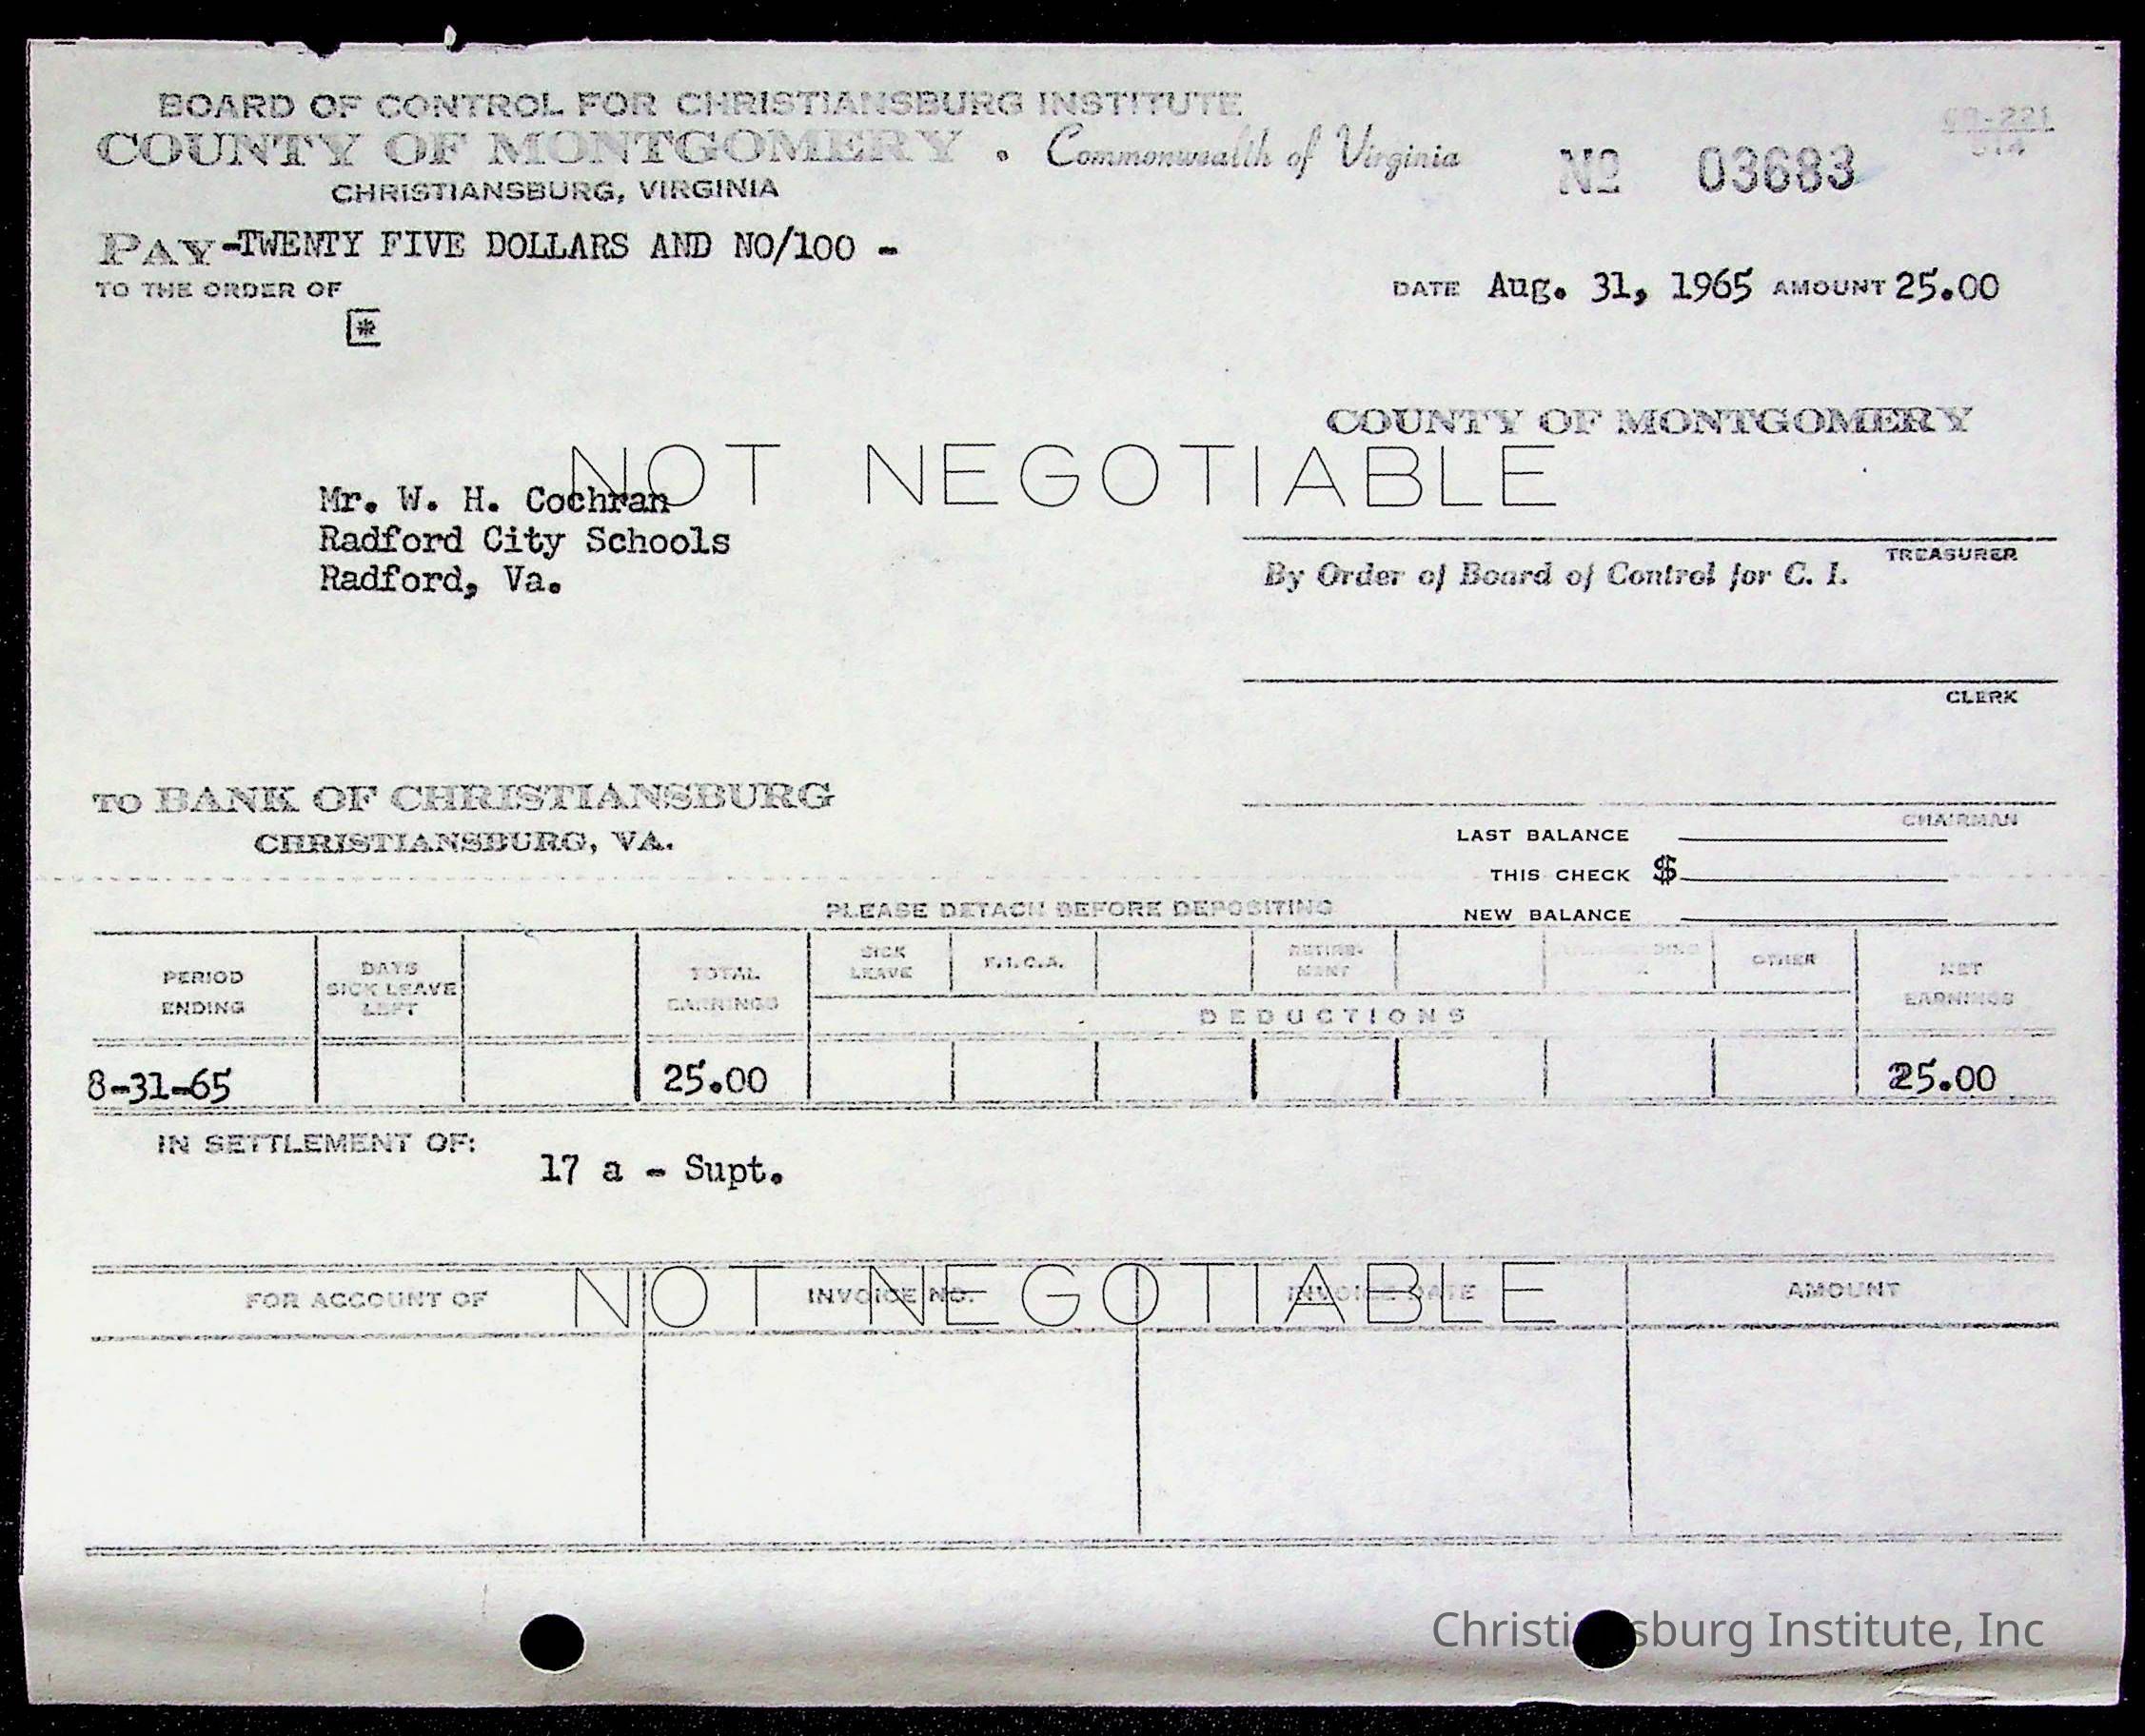 BOARD OF CONTROL FOR CHRISTIANSBURG INSTITUTE
COUNTY OF MONTGOMERY • Commonwealth of Virginia
CHRISTIANSBURG, VIRGINIA
No 03683
PAY -TWENTY FIVE DOLLARS AND NO/100 -
TO THE ORDER OF
DATE Aug. 31, 1965 AMOUNT 25.00
*
COUNTY OF MONTGOMERY
NOT NEGOTIABLE
Mr. W. H. Cochran
Radford City Schools
Radford, Va.
TREASURER
By Order of Board of Control for C. I.
CLERK
TO BANK OF CHRISTIANSBURG
CHRISTIANSBURG, VA.
CHAIRMAN
LAST BALANCE
THIS CHECK $
NEW BALANCE
PLEASE DETACH BEFORE DEPOSITING
PERIOD ENDING
DAYS SICK LEAVE LEFT
TOTAL EARNINGS
SICK LEAVE
F.I.C.A.
RETIRE-MENT
OTHER
NET EARNINGS
DEDUCTIONS
8-31-65 25.00 25.00
IN SETTLEMENT OF:
17 a - Supt.
NOT NEGOTIABLE
FOR ACCOUNT OF INVOICE NO. INVOICE DATE AMOUNT
Christiansburg Institute, Inc